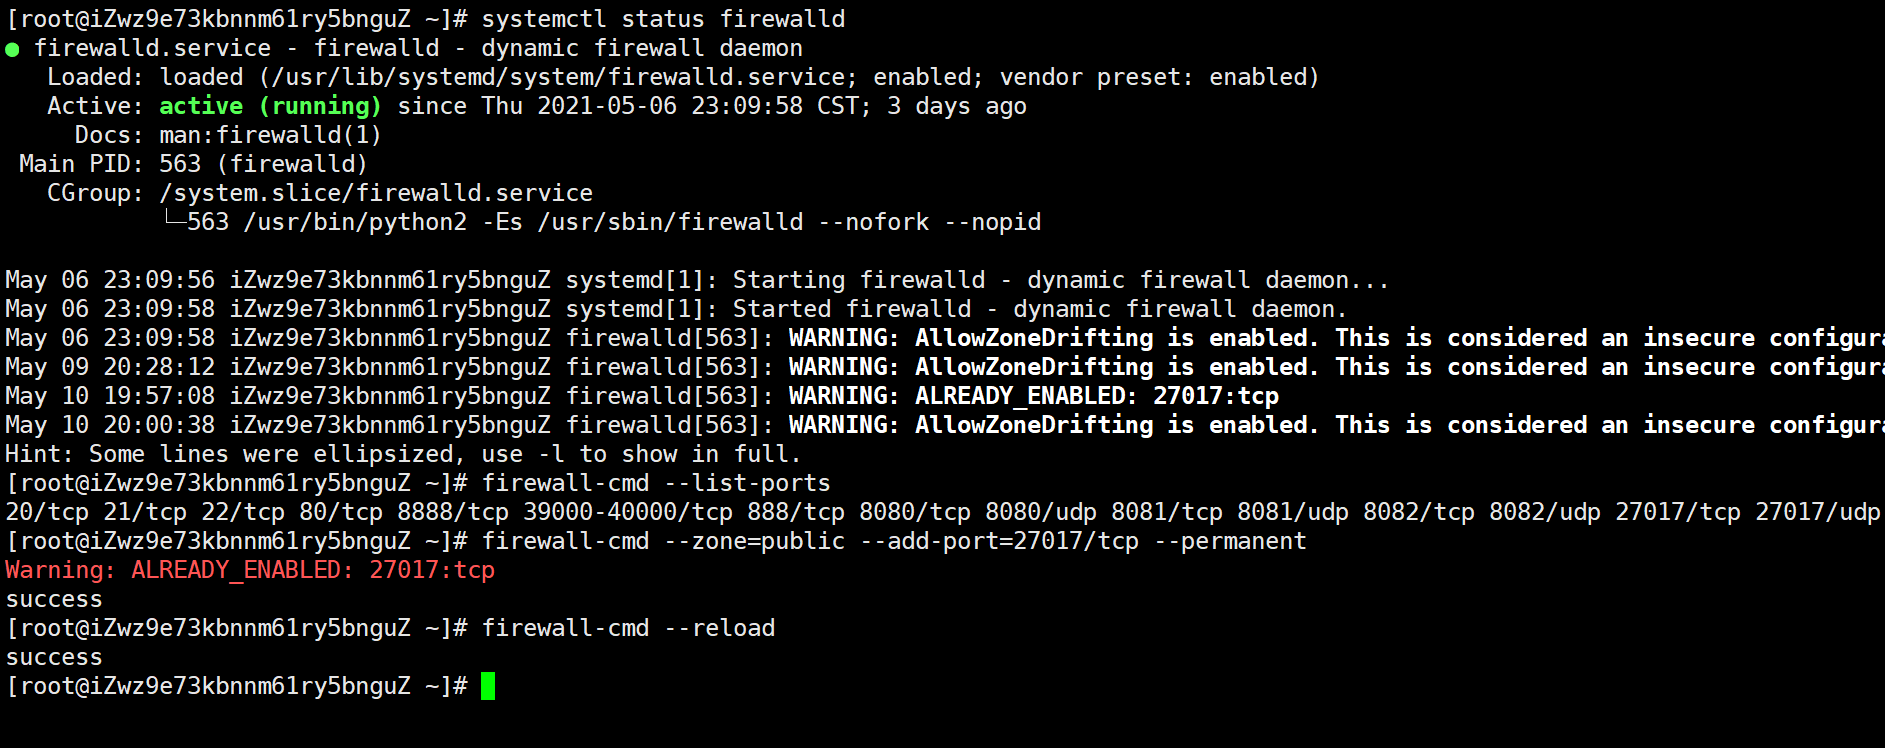 [root@iZwz9e73kbnnm61ry5bnguZ ~]# systemctl status firewalld
● firewalld.service - firewalld - dynamic firewall daemon
   Loaded: loaded (/usr/lib/systemd/system/firewalld.service; enabled; vendor preset: enabled)
   Active: active (running) since Thu 2021-05-06 23:09:58 CST; 3 days ago
     Docs: man:firewalld(1)
 Main PID: 563 (firewalld)
   CGroup: /system.slice/firewalld.service
           └─563 /usr/bin/python2 -Es /usr/sbin/firewalld --nofork --nopid
May 06 23:09:56 iZwz9e73kbnnm61ry5bnguZ systemd[1]: Starting firewalld - dynamic firewall daemon...
May 06 23:09:58 iZwz9e73kbnnm61ry5bnguZ systemd[1]: Started firewalld - dynamic firewall daemon.
May 06 23:09:58 iZwz9e73kbnnm61ry5bnguZ firewalld[563]: WARNING: AllowZoneDrifting is enabled. This is considered an insecure configura
May 09 20:28:12 iZwz9e73kbnnm61ry5bnguZ firewalld[563]: WARNING: AllowZoneDrifting is enabled. This is considered an insecure configura
May 10 19:57:08 iZwz9e73kbnnm61ry5bnguZ firewalld[563]: WARNING: ALREADY_ENABLED: 27017:tcp
May 10 20:00:38 iZwz9e73kbnnm61ry5bnguZ firewalld[563]: WARNING: AllowZoneDrifting is enabled. This is considered an insecure configura
Hint: Some lines were ellipsized, use -l to show in full.
[root@iZwz9e73kbnnm61ry5bnguZ ~]# firewall-cmd --list-ports
20/tcp 21/tcp 22/tcp 80/tcp 8888/tcp 39000-40000/tcp 888/tcp 8080/tcp 8080/udp 8081/tcp 8081/udp 8082/tcp 8082/udp 27017/tcp 27017/udp
[root@iZwz9e73kbnnm61ry5bnguZ ~]# firewall-cmd --zone=public --add-port=27017/tcp --permanent
Warning: ALREADY_ENABLED: 27017:tcp
success
[root@iZwz9e73kbnnm61ry5bnguZ ~]# firewall-cmd --reload
success
[root@iZwz9e73kbnnm61ry5bnguZ ~]#